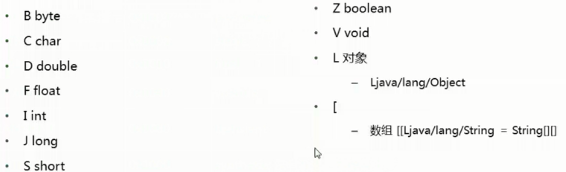 B byte
C char
D double
F float
I int
J long
S short
Z boolean
V void
L 对象
Ljava/lang/Object
[
数组 [[Ljava/lang/String = String[][]